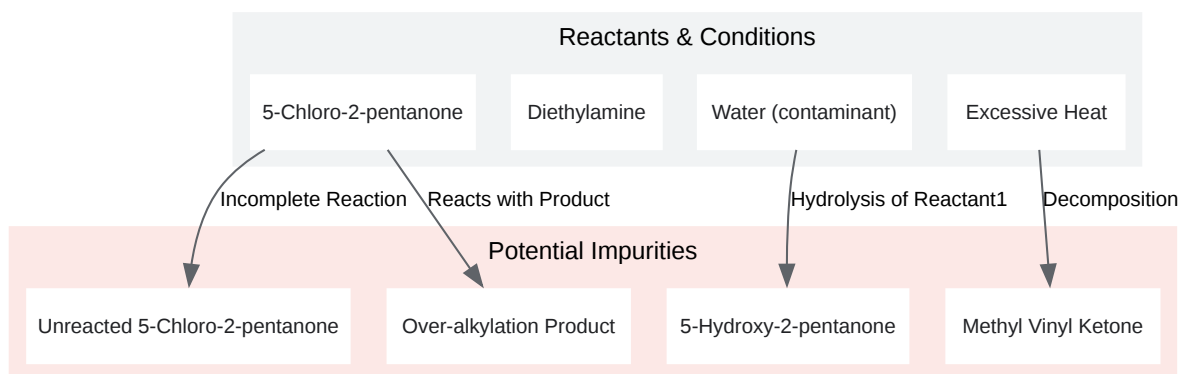 Reactants & Conditions
5-Chloro-2-pentanone
Diethylamine
Water (contaminant)
Excessive Heat
Incomplete Reaction
Reacts with Product
Hydrolysis of Reactant1
Decomposition
Potential Impurities
Unreacted 5-Chloro-2-pentanone
Over-alkylation Product
5-Hydroxy-2-pentanone
Methyl Vinyl Ketone